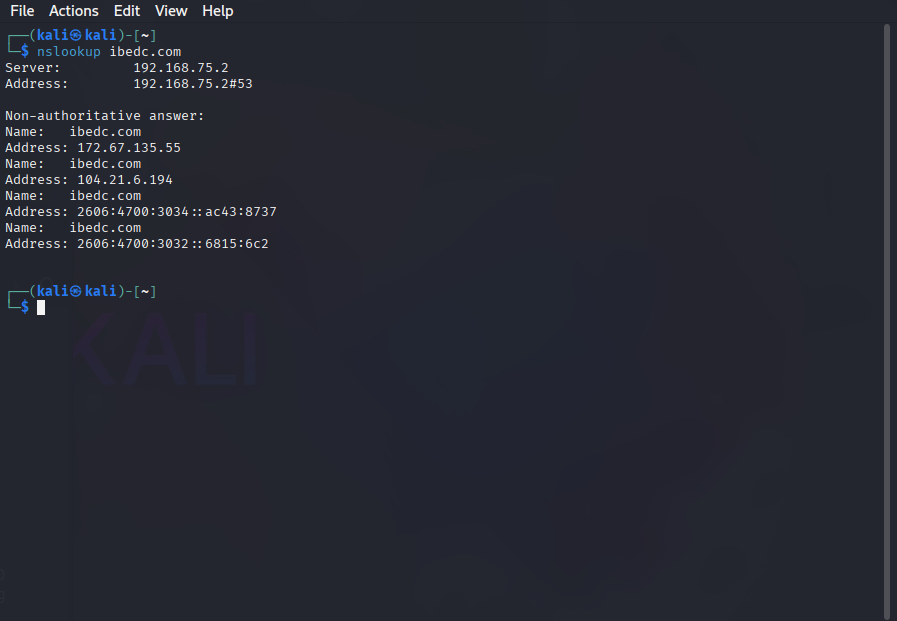 File Actions Edit View Help
┌──(kali㉿kali)-[~]
└─$ nslookup ibedc.com
Server:         192.168.75.2
Address:        192.168.75.2#53

Non-authoritative answer:
Name:   ibedc.com
Address: 172.67.135.55
Name:   ibedc.com
Address: 104.21.6.194
Name:   ibedc.com
Address: 2606:4700:3034::ac43:8737
Name:   ibedc.com
Address: 2606:4700:3032::6815:6c2

┌──(kali㉿kali)-[~]
└─$
KALI